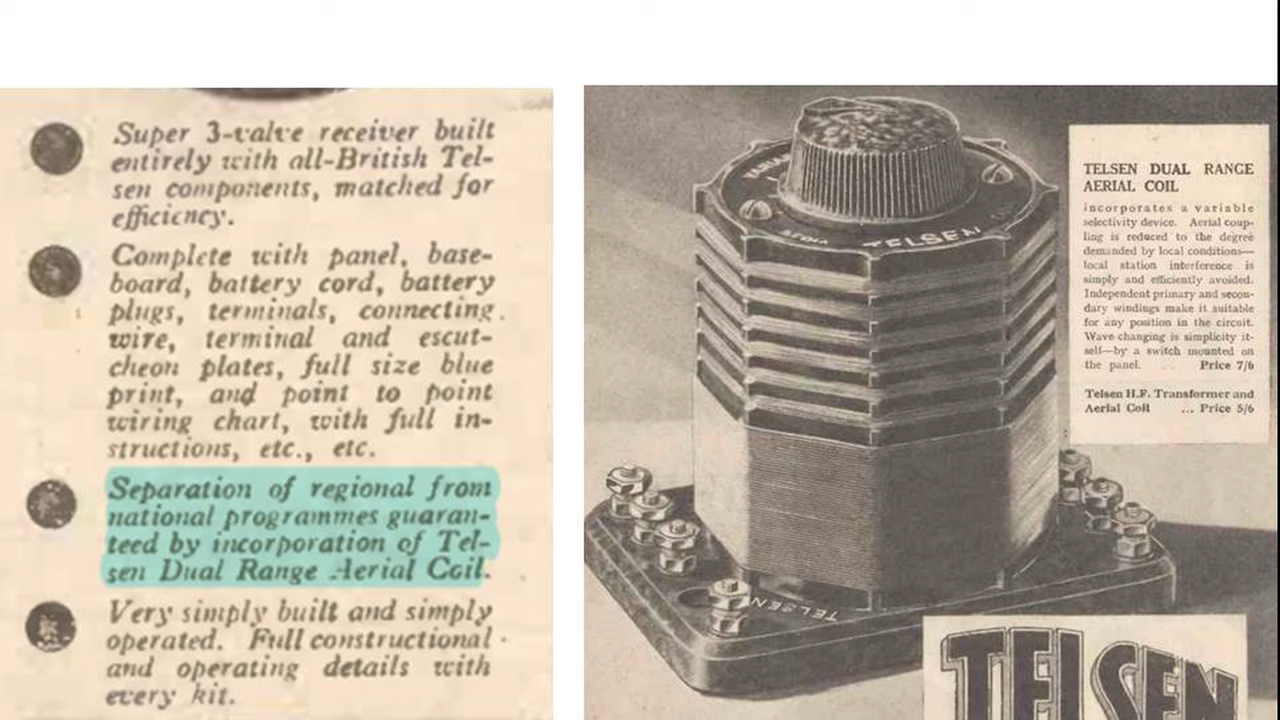 Super 3-valve receiver built
entirely with all-British Tel-
sen components, matched for
efficiency.
Complete with panel, base-
board, battery cord, battery
plugs, terminals, connecting
wire, terminal and escut-
cheon plates, full size blue
print, and point to point
wiring chart, with full in-
structions, etc., etc.
Separation of regional from
national programmes guaran-
teed by incorporation of Tel-
sen Dual Range Aerial Coil.
Very simply built and simply
operated. Full constructional
and operating details with
every kit.
TELSEN
TELSEN
TELSEN DUAL RANGE
AERIAL COIL
incorporates a variable
selectivity device. Aerial coup-
ling is reduced to the degree
demanded by local conditions—
local station interference is
simply and efficiently avoided.
Independent primary and secon-
dary windings make it suitable
for any position in the circuit.
Wave changing is simplicity it-
self—by a switch mounted on
the panel. .. Price 7/6
Telsen H.F. Transformer and
Aerial Coil ... Price 5/6
TELSEN